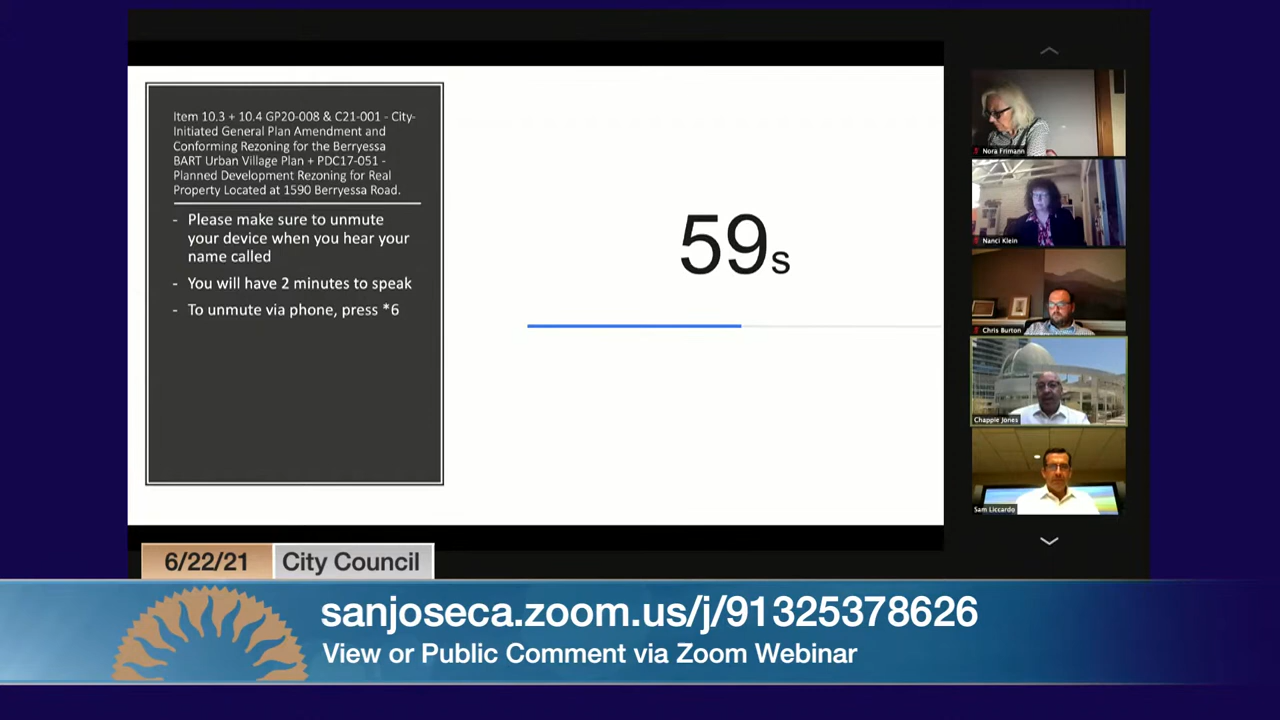 Item 10.3 + 10.4 GP20-008 & C21-001 - City-
Initiated General Plan Amendment and
Conforming Rezoning for the Berryessa
BART Urban Village Plan + PDC17-051 -
Planned Development Rezoning for Real
Property Located at 1590 Berryessa Road.
- Please make sure to unmute
your device when you hear your
name called
- You will have 2 minutes to speak
- To unmute via phone, press *6
59s
Nora Frimann
Nanci Klein
Chris Burton
Chappie Jones
Sam Liccardo
6/22/21 City Council
sanjoseca.zoom.us/j/91325378626
View or Public Comment via Zoom Webinar